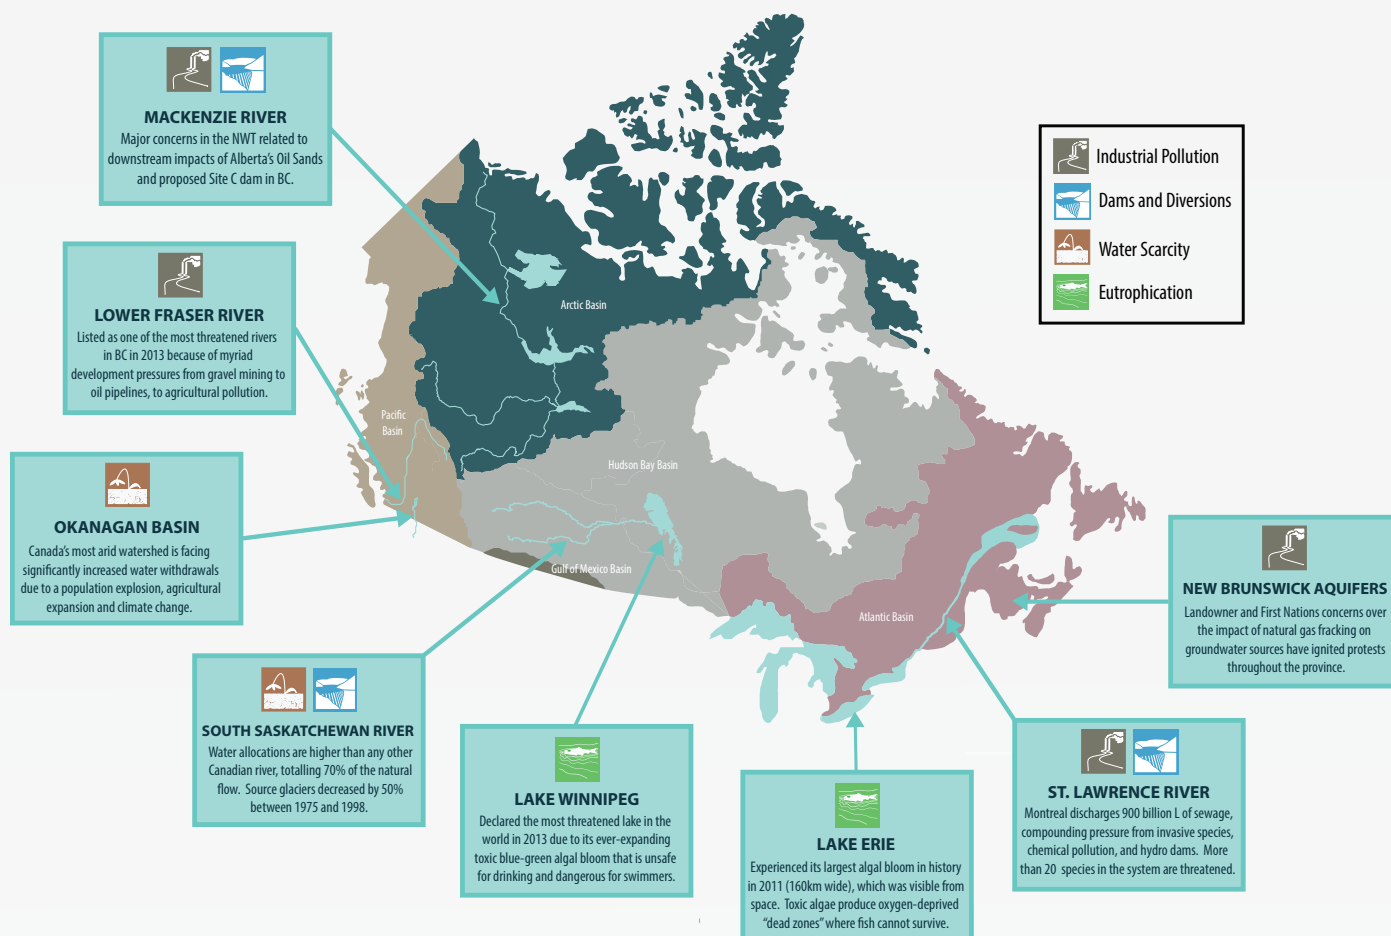 MACKENZIE RIVER
Major concerns in the NWT related to
downstream impacts of Alberta's Oil Sands
and proposed Site C dam in BC.
LOWER FRASER RIVER
Listed as one of the most threatened rivers
in BC in 2013 because of myriad
development pressures from gravel mining to
oil pipelines, to agricultural pollution.
OKANAGAN BASIN
Canada's most arid watershed is facing
significantly increased water withdrawals
due to a population explosion, agricultural
expansion and climate change.
SOUTH SASKATCHEWAN RIVER
Water allocations are higher than any other
Canadian river, totalling 70% of the natural
flow. Source glaciers decreased by 50%
between 1975 and 1998.
LAKE WINNIPEG
Declared the most threatened lake in the
world in 2013 due to its ever-expanding
toxic blue-green algal bloom that is unsafe
for drinking and dangerous for swimmers.
LAKE ERIE
Experienced its largest algal bloom in history
in 2011 (160km wide), which was visible from
space. Toxic algae produce oxygen-deprived
"dead zones" where fish cannot survive.
ST. LAWRENCE RIVER
Montreal discharges 900 billion L of sewage,
compounding pressure from invasive species,
chemical pollution, and hydro dams. More
than 20 species in the system are threatened.
NEW BRUNSWICK AQUIFERS
Landowner and First Nations concerns over
the impact of natural gas fracking on
groundwater sources have ignited protests
throughout the province.
Industrial Pollution
Dams and Diversions
Water Scarcity
Eutrophication
Arctic Basin
Pacific
Basin
Hudson Bay Basin
Gulf of Mexico Basin
Atlantic Basin